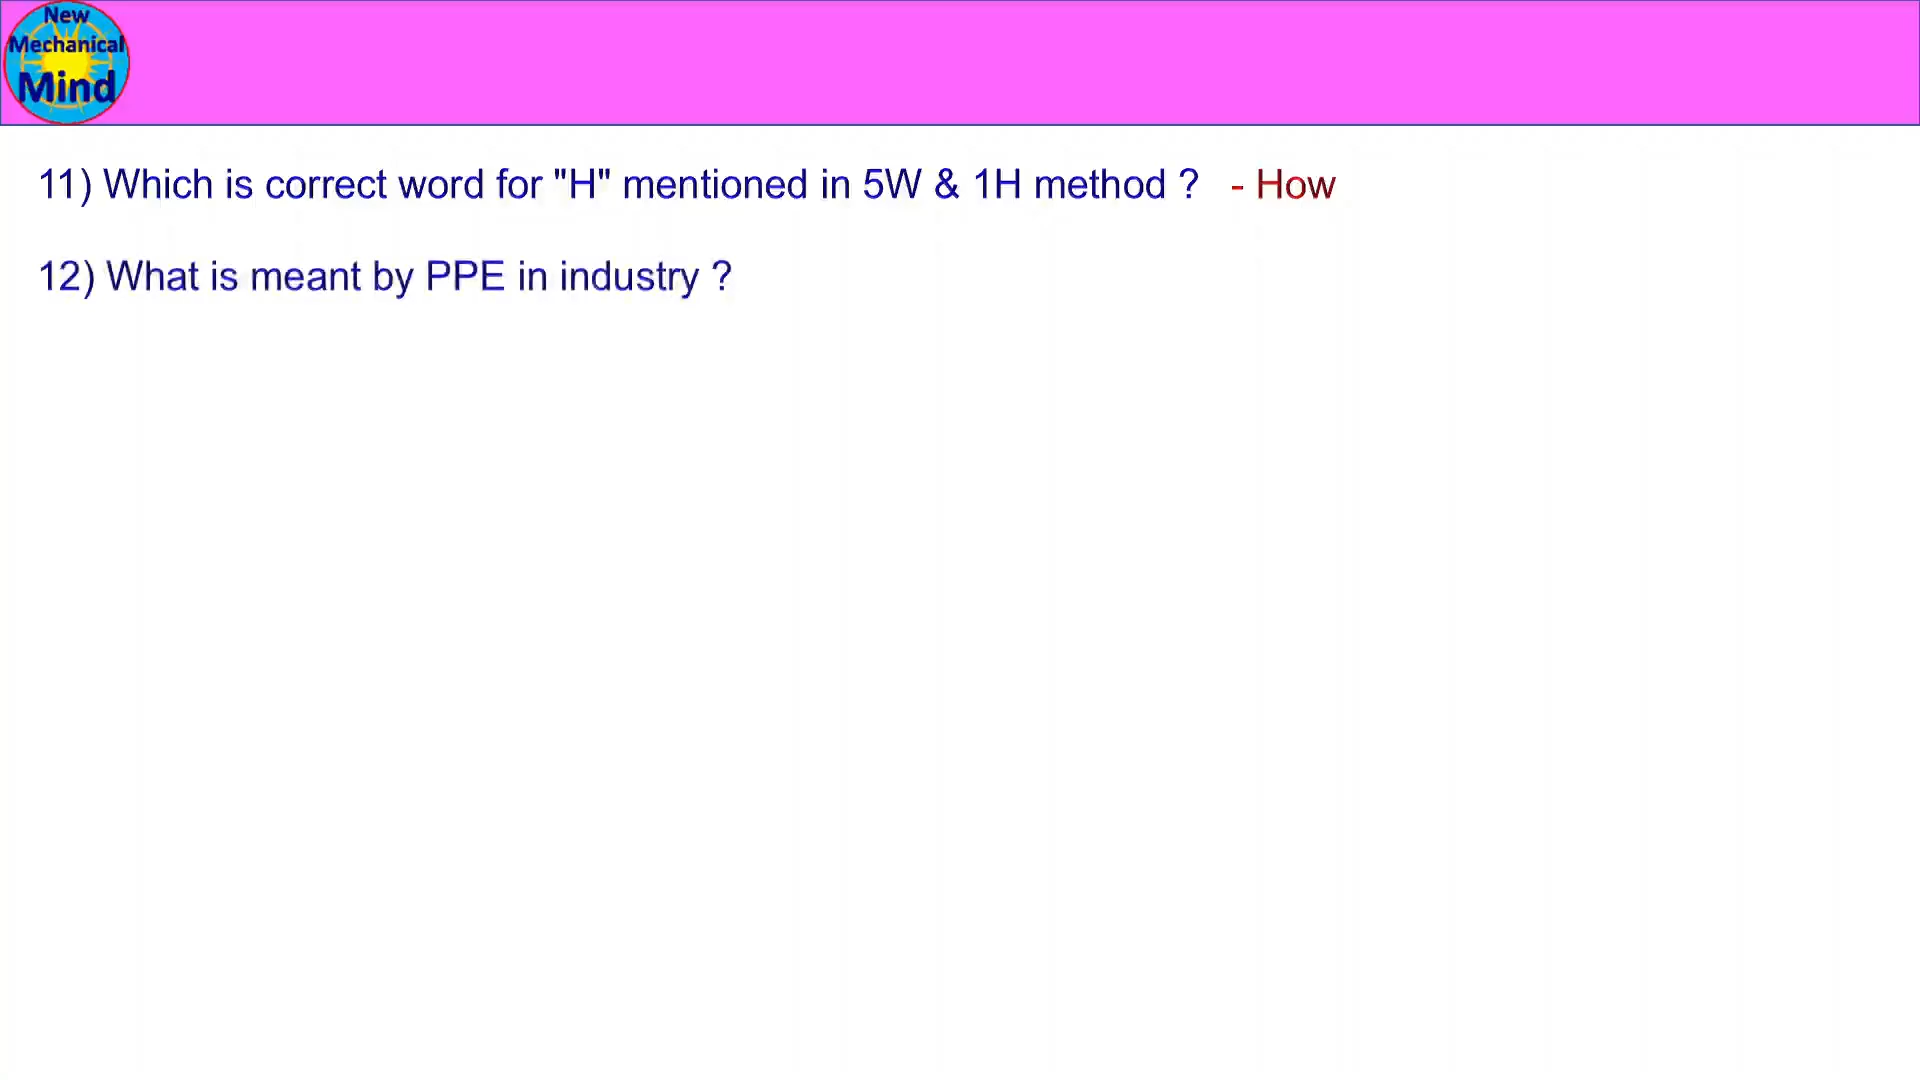 New
Mechanical
Mind
11) Which is correct word for "H" mentioned in 5W & 1H method ? - How
12) What is meant by PPE in industry ?